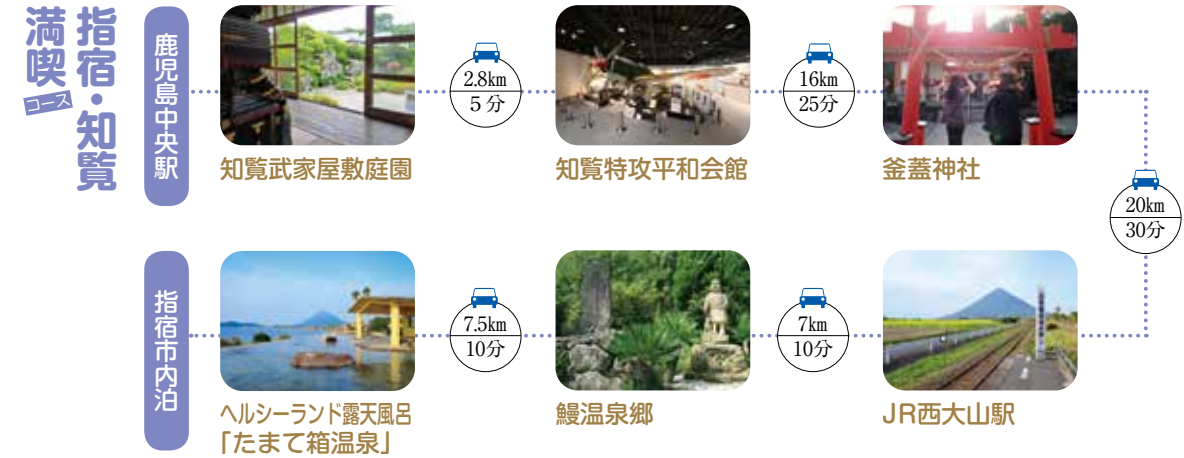 指宿・知覧
満喫コース
鹿児島中央駅
知覧武家屋敷庭園
2.8km
5分
知覧特攻平和会館
16km
25分
釜蓋神社
20km
30分
JR西大山駅
7km
10分
鰻温泉郷
7.5km
10分
ヘルシーランド露天風呂
「たまて箱温泉」
指宿市内泊